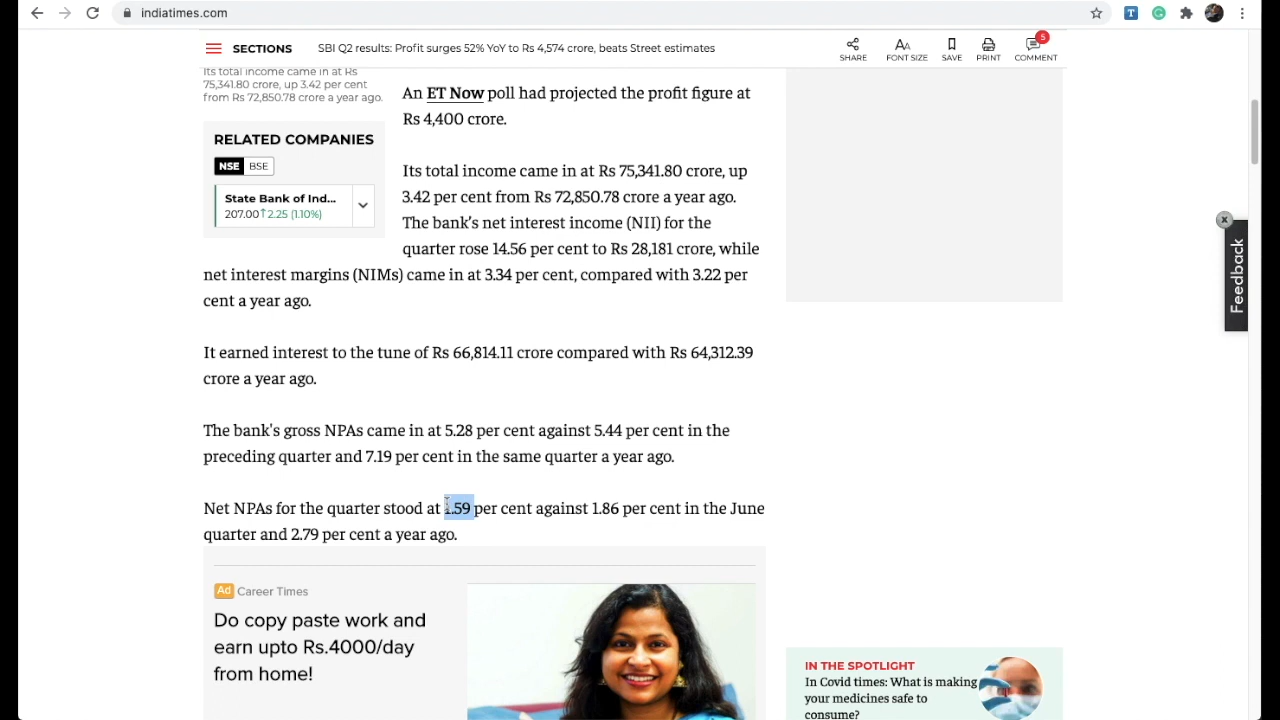 indiatimes.com
SECTIONS
SBI Q2 results: Profit surges 52% YoY to Rs 4,574 crore, beats Street estimates
SHARE
FONT SIZE
SAVE
PRINT
5
COMMENT
Its total income came in at Rs
75,341.80 crore, up 3.42 per cent
from Rs 72,850.78 crore a year ago.
RELATED COMPANIES
NSE BSE
State Bank of Ind...
207.00↑2.25 (1.10%)
An ET Now poll had projected the profit figure at
Rs 4,400 crore.
Its total income came in at Rs 75,341.80 crore, up
3.42 per cent from Rs 72,850.78 crore a year ago.
The bank's net interest income (NII) for the
quarter rose 14.56 per cent to Rs 28,181 crore, while
net interest margins (NIMs) came in at 3.34 per cent, compared with 3.22 per
cent a year ago.
It earned interest to the tune of Rs 66,814.11 crore compared with Rs 64,312.39
crore a year ago.
The bank's gross NPAs came in at 5.28 per cent against 5.44 per cent in the
preceding quarter and 7.19 per cent in the same quarter a year ago.
Net NPAs for the quarter stood at 1.59 per cent against 1.86 per cent in the June
quarter and 2.79 per cent a year ago.
Ad Career Times
Do copy paste work and
earn upto Rs.4000/day
from home!
x
Feedback
IN THE SPOTLIGHT
In Covid times: What is making
your medicines safe to
consume?